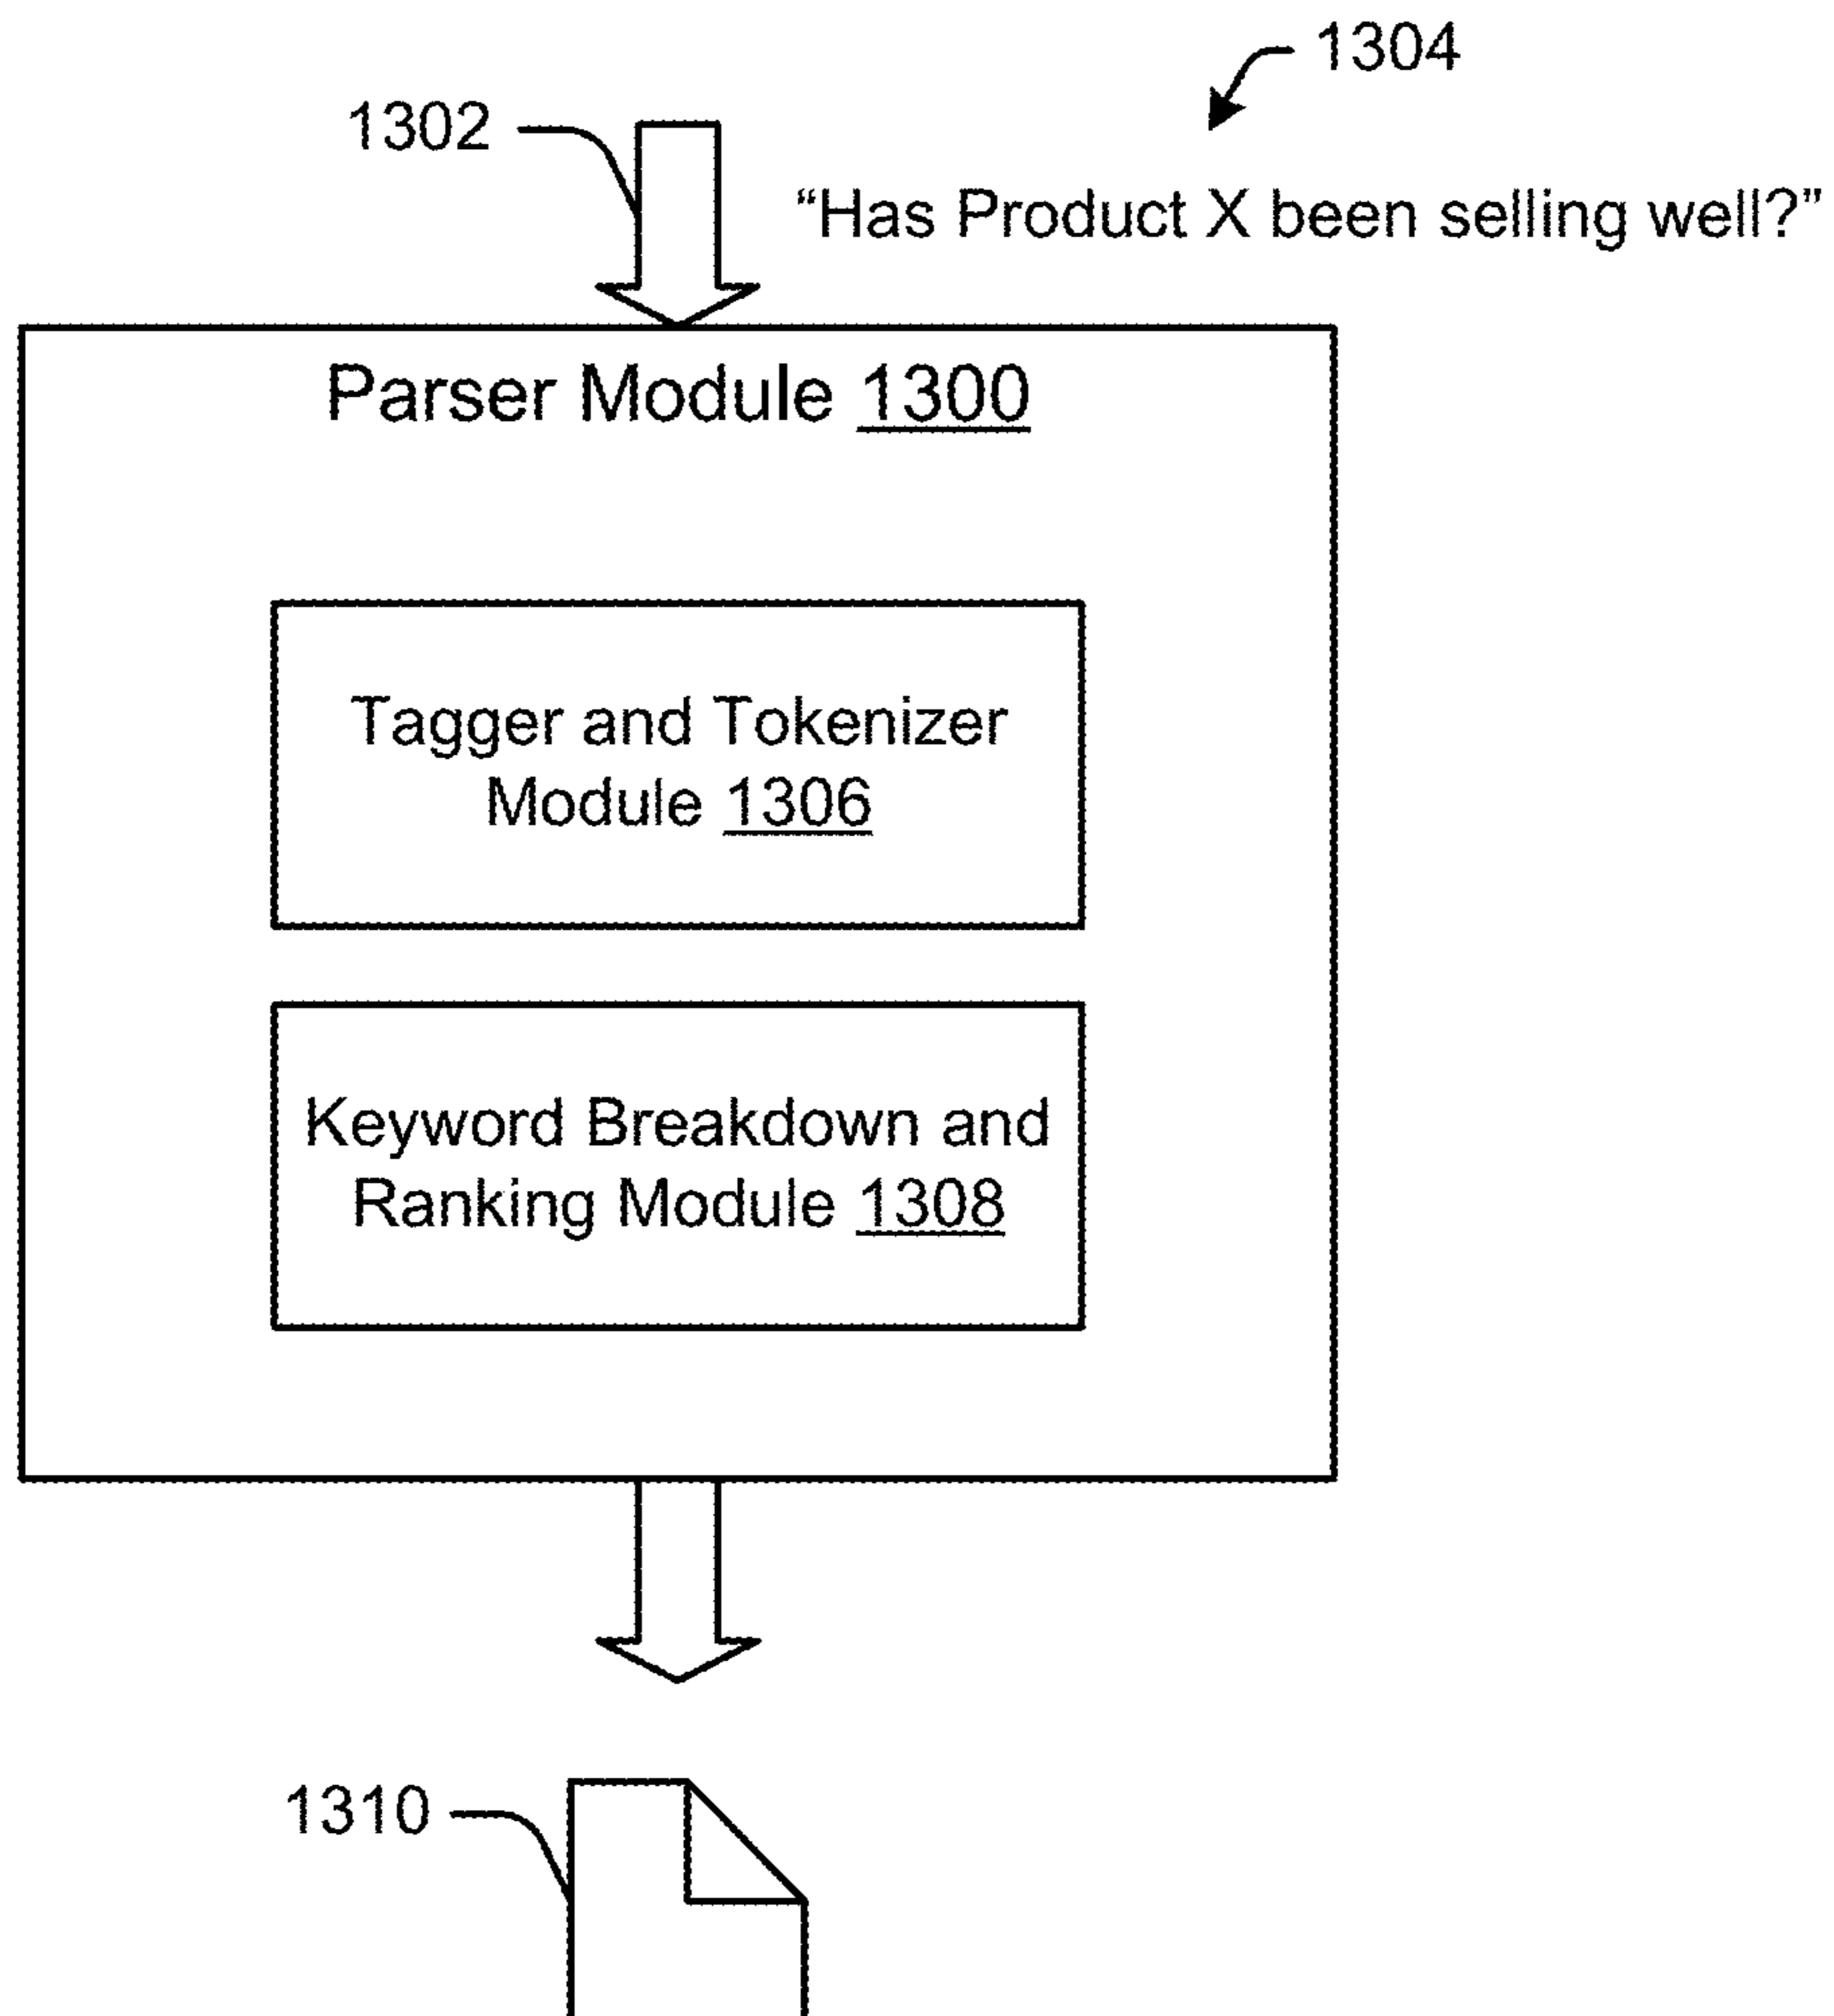 1304
1302
“Has Product X been selling well?”
Parser Module 1300
Tagger and Tokenizer
Module 1306
Keyword Breakdown and
Ranking Module 1308
1310